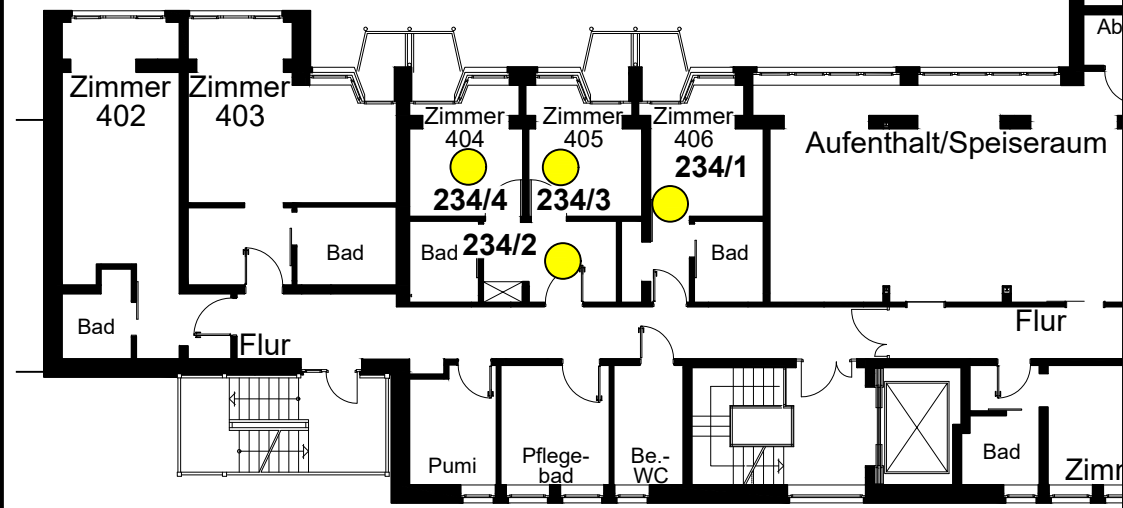 Ab
Zimmer
402
Zimmer
403
Zimmer
404
Zimmer
405
Zimmer
406
Aufenthalt/Speiseraum
234/1
234/4
234/3
234/2
Bad
Bad
Bad
Bad
Flur
Flur
Pumi
Pflege-
bad
Be.-
WC
Bad
Zimm